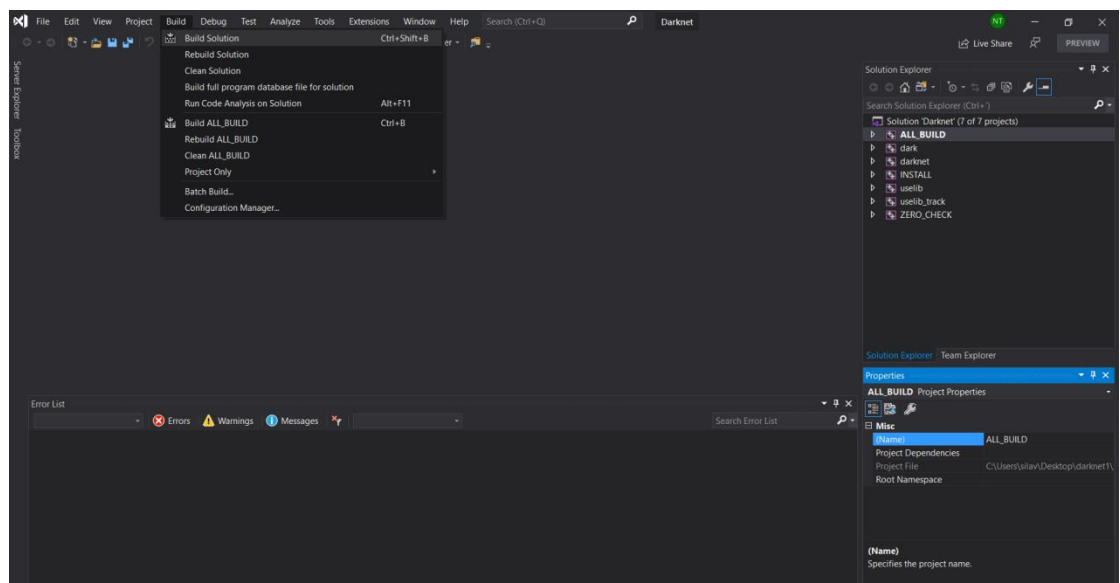 File Edit View Project Build Debug Test Analyze Tools Extensions Window Help Search (Ctrl+Q) Darknet NT
er
Live Share PREVIEW
Build Solution Ctrl+Shift+B
Rebuild Solution
Clean Solution
Build full program database file for solution
Run Code Analysis on Solution Alt+F11
Build ALL_BUILD Ctrl+B
Rebuild ALL_BUILD
Clean ALL_BUILD
Project Only
Batch Build...
Configuration Manager...
Server Explorer
Toolbox
Solution Explorer
Search Solution Explorer (Ctrl+')
Solution 'Darknet' (7 of 7 projects)
ALL_BUILD
dark
darknet
INSTALL
uselib
uselib_track
ZERO_CHECK
Solution Explorer Team Explorer
Properties
ALL_BUILD Project Properties
Misc
(Name) ALL_BUILD
Project Dependencies
Project File C:\Users\silav\Desktop\darknet1\
Root Namespace
(Name)
Specifies the project name.
Error List
Errors Warnings Messages Search Error List